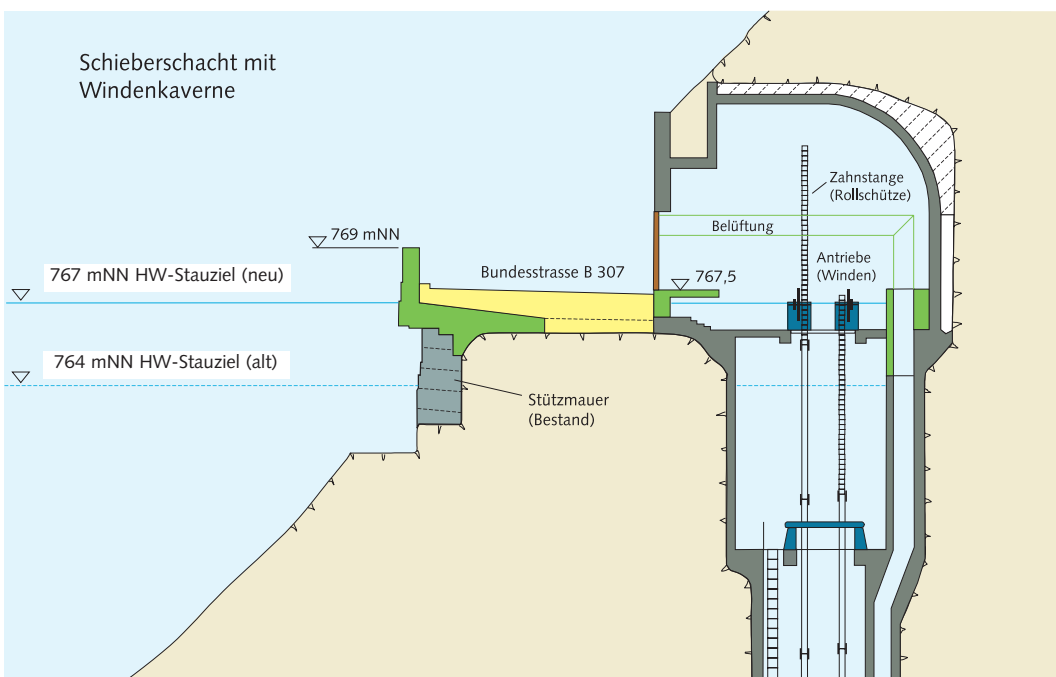 Schieberschacht mit
Windenkaverne
Zahnstange
(Rollschütze)
Belüftung
769 mNN
Antriebe
(Winden)
767 mNN HW-Stauziel (neu)
Bundesstrasse B 307
767,5
764 mNN HW-Stauziel (alt)
Stützmauer
(Bestand)